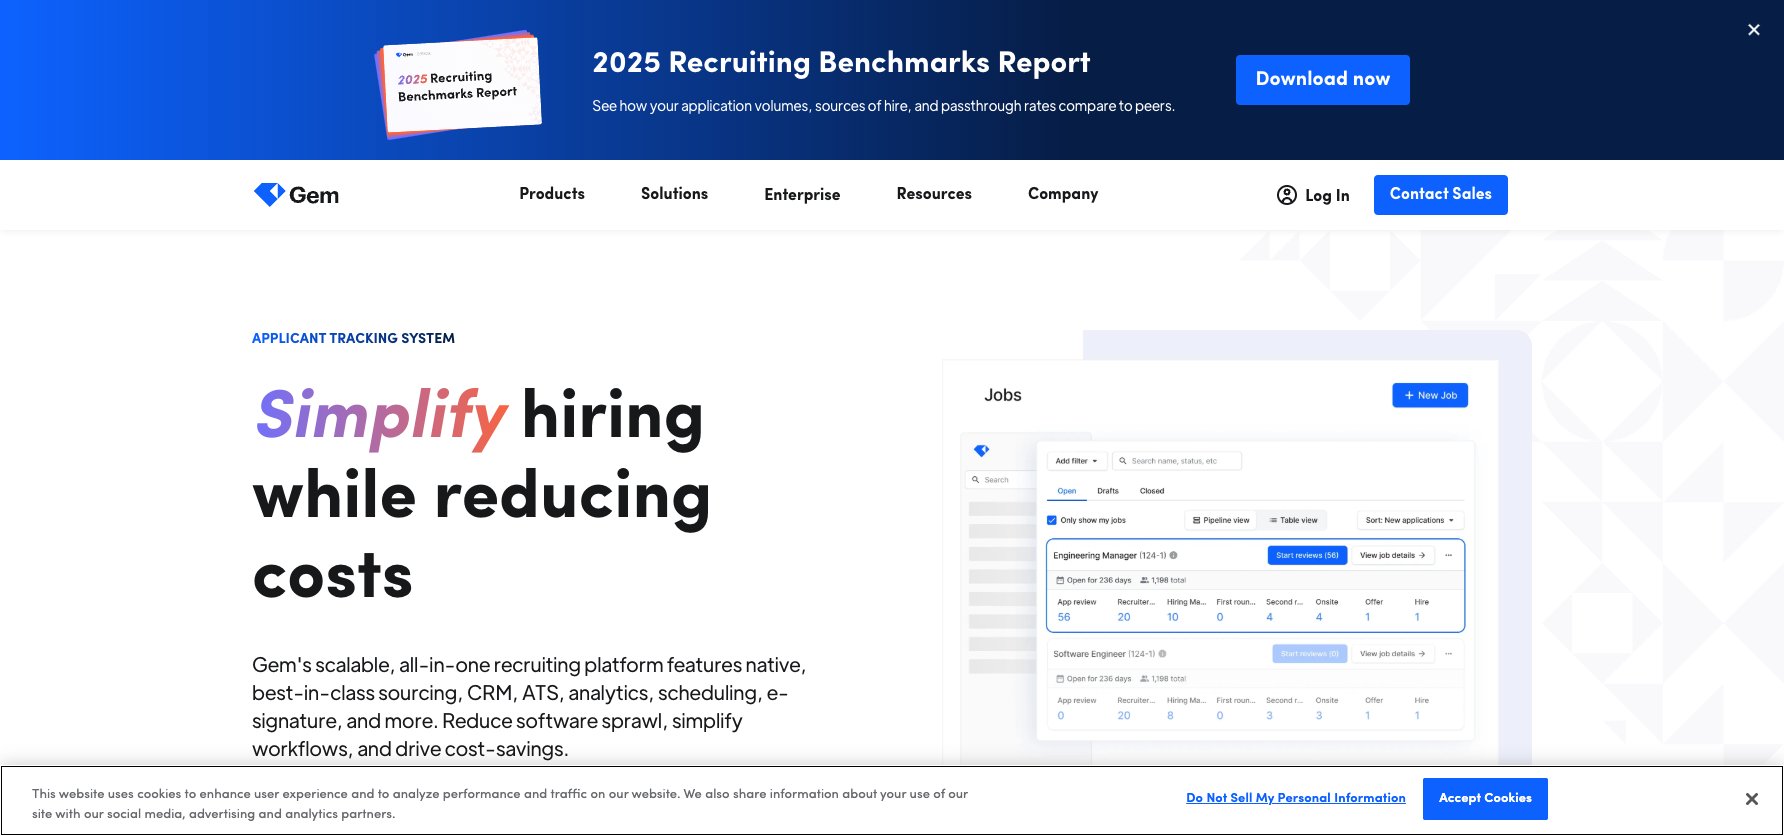 Gem
2025 Recruiting
Benchmarks Report
2025 Recruiting Benchmarks Report
See how your application volumes, sources of hire, and passthrough rates compare to peers.
Download now
Gem
Products
Solutions
Enterprise
Resources
Company
Log In
Contact Sales
APPLICANT TRACKING SYSTEM
Simplify hiring
while reducing
costs
Gem's scalable, all-in-one recruiting platform features native,
best-in-class sourcing, CRM, ATS, analytics, scheduling, e-
signature, and more. Reduce software sprawl, simplify
workflows, and drive cost-savings.
Jobs
+ New Job
Search
Add filter
Search name, status, etc
Open Drafts Closed
Only show my jobs
Pipeline view
Table view
Sort: New applications
Engineering Manager (124-1)
Start reviews (56)
View job details →
Open for 236 days 1,198 total
App review Recruiter... Hiring Ma... First roun... Second r... Onsite Offer Hire
56 20 10 0 4 4 1 1
Software Engineer (124-1)
Start reviews (0)
View job details →
Open for 236 days 1,198 total
App review Recruiter... Hiring Ma... First roun... Second r... Onsite Offer Hire
0 20 8 0 3 3 1 1
This website uses cookies to enhance user experience and to analyze performance and traffic on our website. We also share information about your use of our
site with our social media, advertising and analytics partners.
Do Not Sell My Personal Information
Accept Cookies